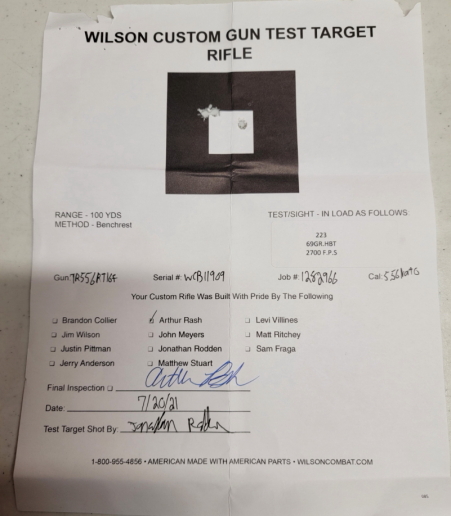 WILSON CUSTOM GUN TEST TARGET
RIFLE
RANGE - 100 YDS
METHOD - Benchrest
TEST/SIGHT - IN LOAD AS FOLLOWS
223
69GR.HBT
2700 F.P.S
Gun: Serial #: WCB11909 Job #: 1282966 Cal:
Your Custom Rifle Was Built With Pride By The Following
Brandon Collier Arthur Rash Levi Villines
Jim Wilson John Meyers Matt Ritchey
Justin Pittman Jonathan Rodden Sam Fraga
Jerry Anderson Matthew Stuart
Final Inspection
Date: 7/20/21
Test Target Shot By:
1-800-955-4856 • AMERICAN MADE WITH AMERICAN PARTS • WILSONCOMBAT.COM